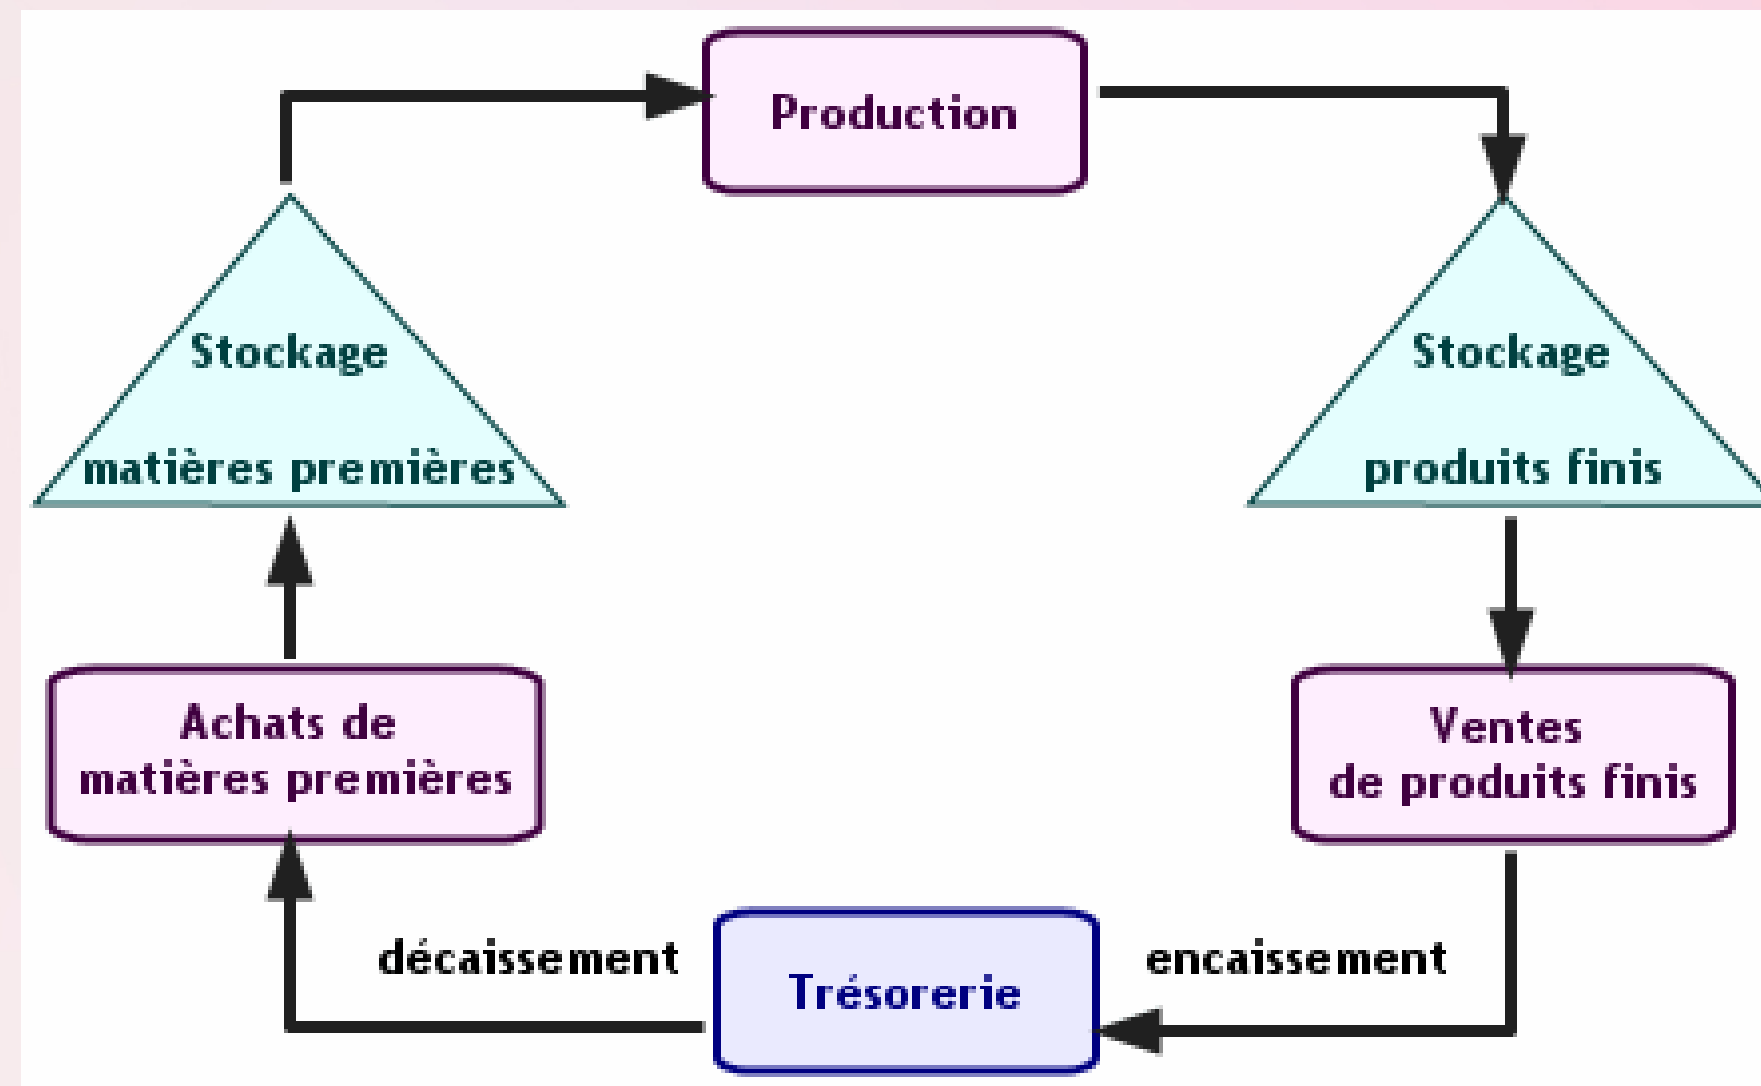 Production
Stockage
matières premières
Stockage
produits finis
Achats de
matières premières
Ventes
de produits finis
décaissement
Trésorerie
encaissement